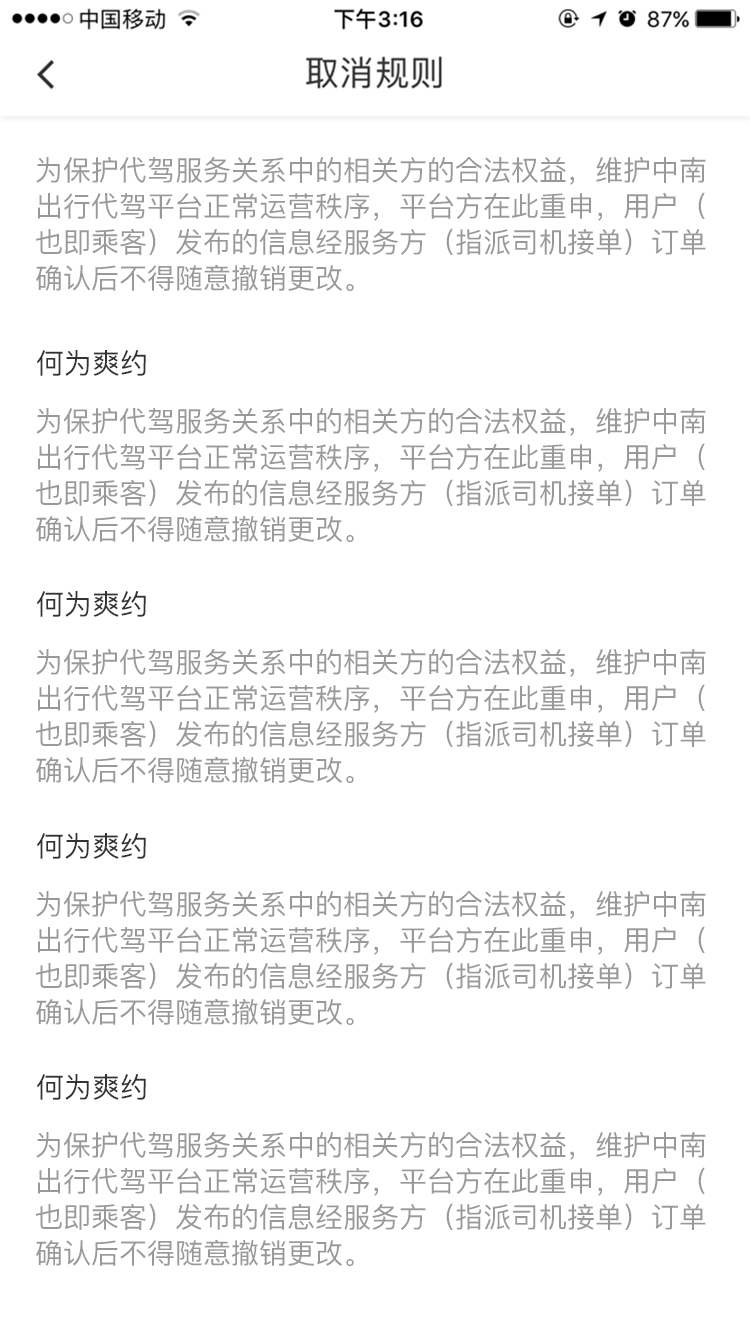 中国移动
下午3:16
87%
取消规则
为保护代驾服务关系中的相关方的合法权益，维护中南
出行代驾平台正常运营秩序，平台方在此重申，用户（
也即乘客）发布的信息经服务方（指派司机接单）订单
确认后不得随意撤销更改。
何为爽约
为保护代驾服务关系中的相关方的合法权益，维护中南
出行代驾平台正常运营秩序，平台方在此重申，用户（
也即乘客）发布的信息经服务方（指派司机接单）订单
确认后不得随意撤销更改。
何为爽约
为保护代驾服务关系中的相关方的合法权益，维护中南
出行代驾平台正常运营秩序，平台方在此重申，用户（
也即乘客）发布的信息经服务方（指派司机接单）订单
确认后不得随意撤销更改。
何为爽约
为保护代驾服务关系中的相关方的合法权益，维护中南
出行代驾平台正常运营秩序，平台方在此重申，用户（
也即乘客）发布的信息经服务方（指派司机接单）订单
确认后不得随意撤销更改。
何为爽约
为保护代驾服务关系中的相关方的合法权益，维护中南
出行代驾平台正常运营秩序，平台方在此重申，用户（
也即乘客）发布的信息经服务方（指派司机接单）订单
确认后不得随意撤销更改。